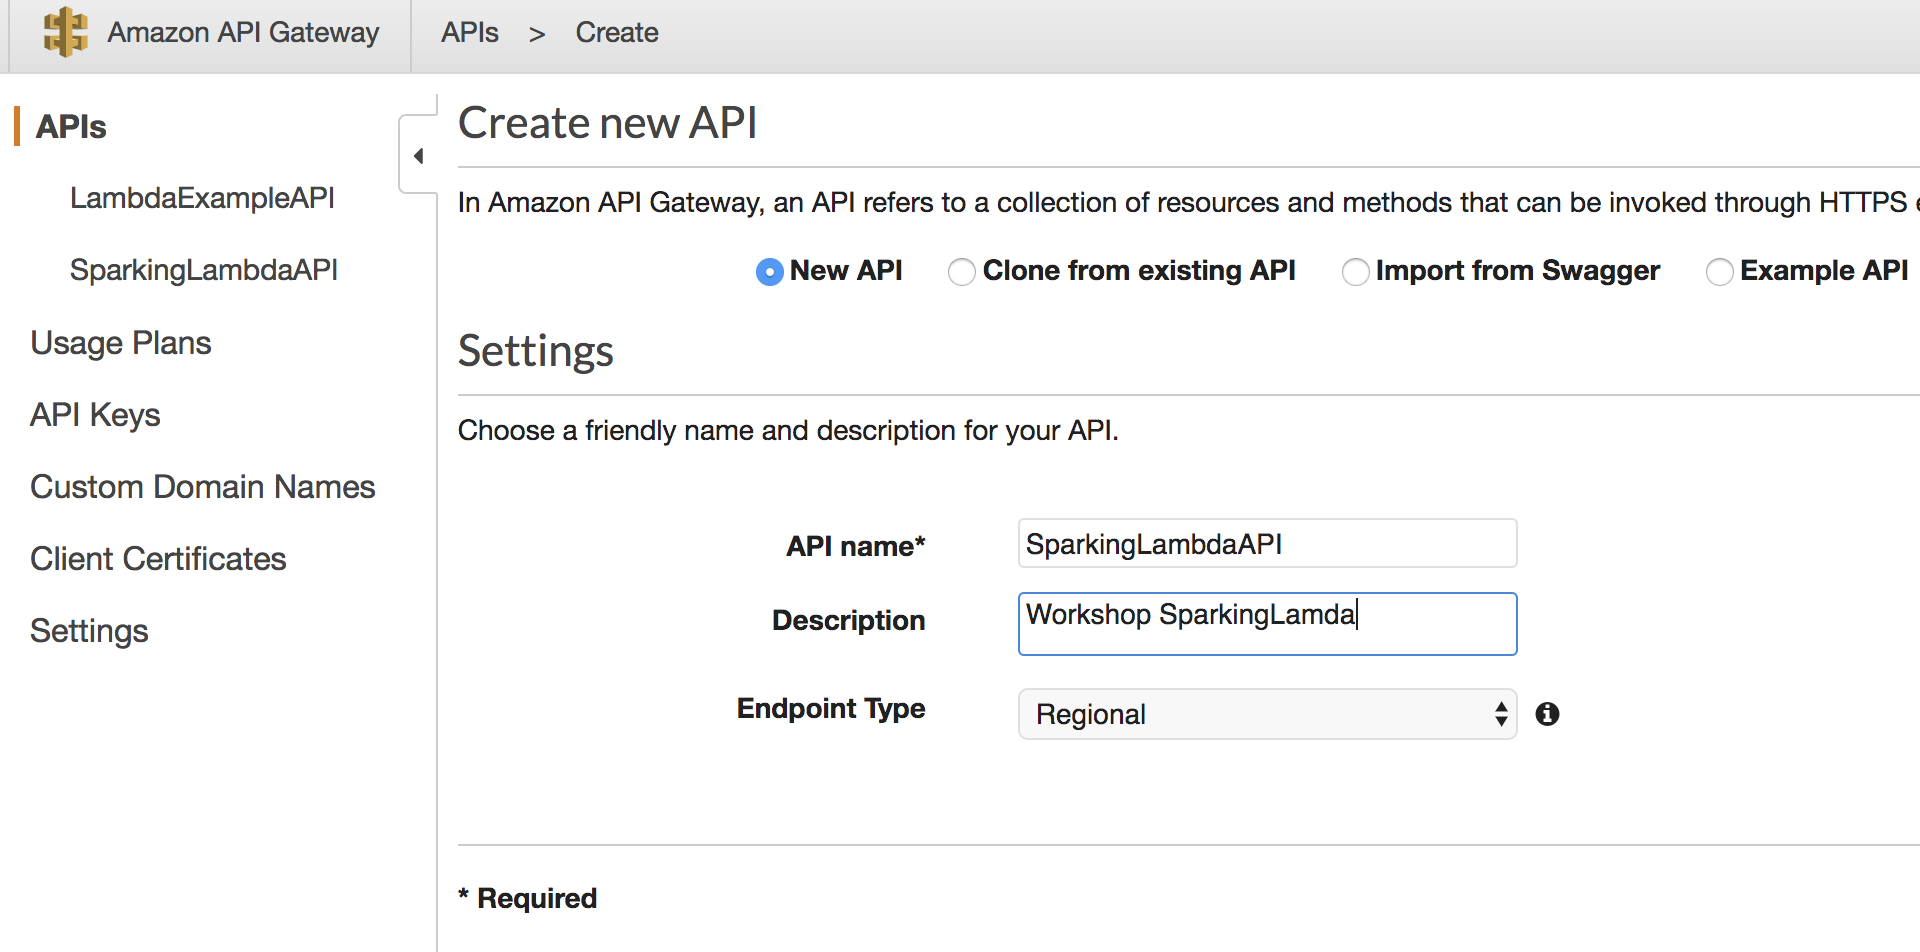 Amazon API Gateway APIs > Create
APIs
LambdaExampleAPI
SparkingLambdaAPI
Usage Plans
API Keys
Custom Domain Names
Client Certificates
Settings
Create new API
In Amazon API Gateway, an API refers to a collection of resources and methods that can be invoked through HTTPS
New API Clone from existing API Import from Swagger Example API
Settings
Choose a friendly name and description for your API.
API name* SparkingLambdaAPI
Description Workshop SparkingLamda
Endpoint Type Regional
* Required